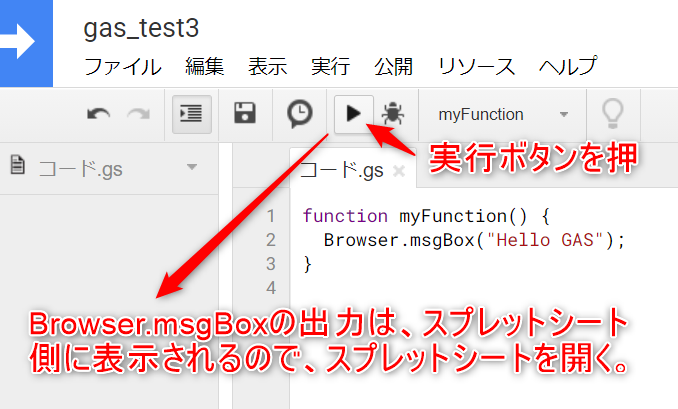 gas_test3
ファイル 編集 表示 実行 公開 リソース ヘルプ
myFunction
コード.gs
コード.gs ×
実行ボタンを押
1 function myFunction() {
2 Browser.msgBox("Hello GAS");
3 }
4
Browser.msgBoxの出力は、スプレットシート
側に表示されるので、スプレットシートを開く。